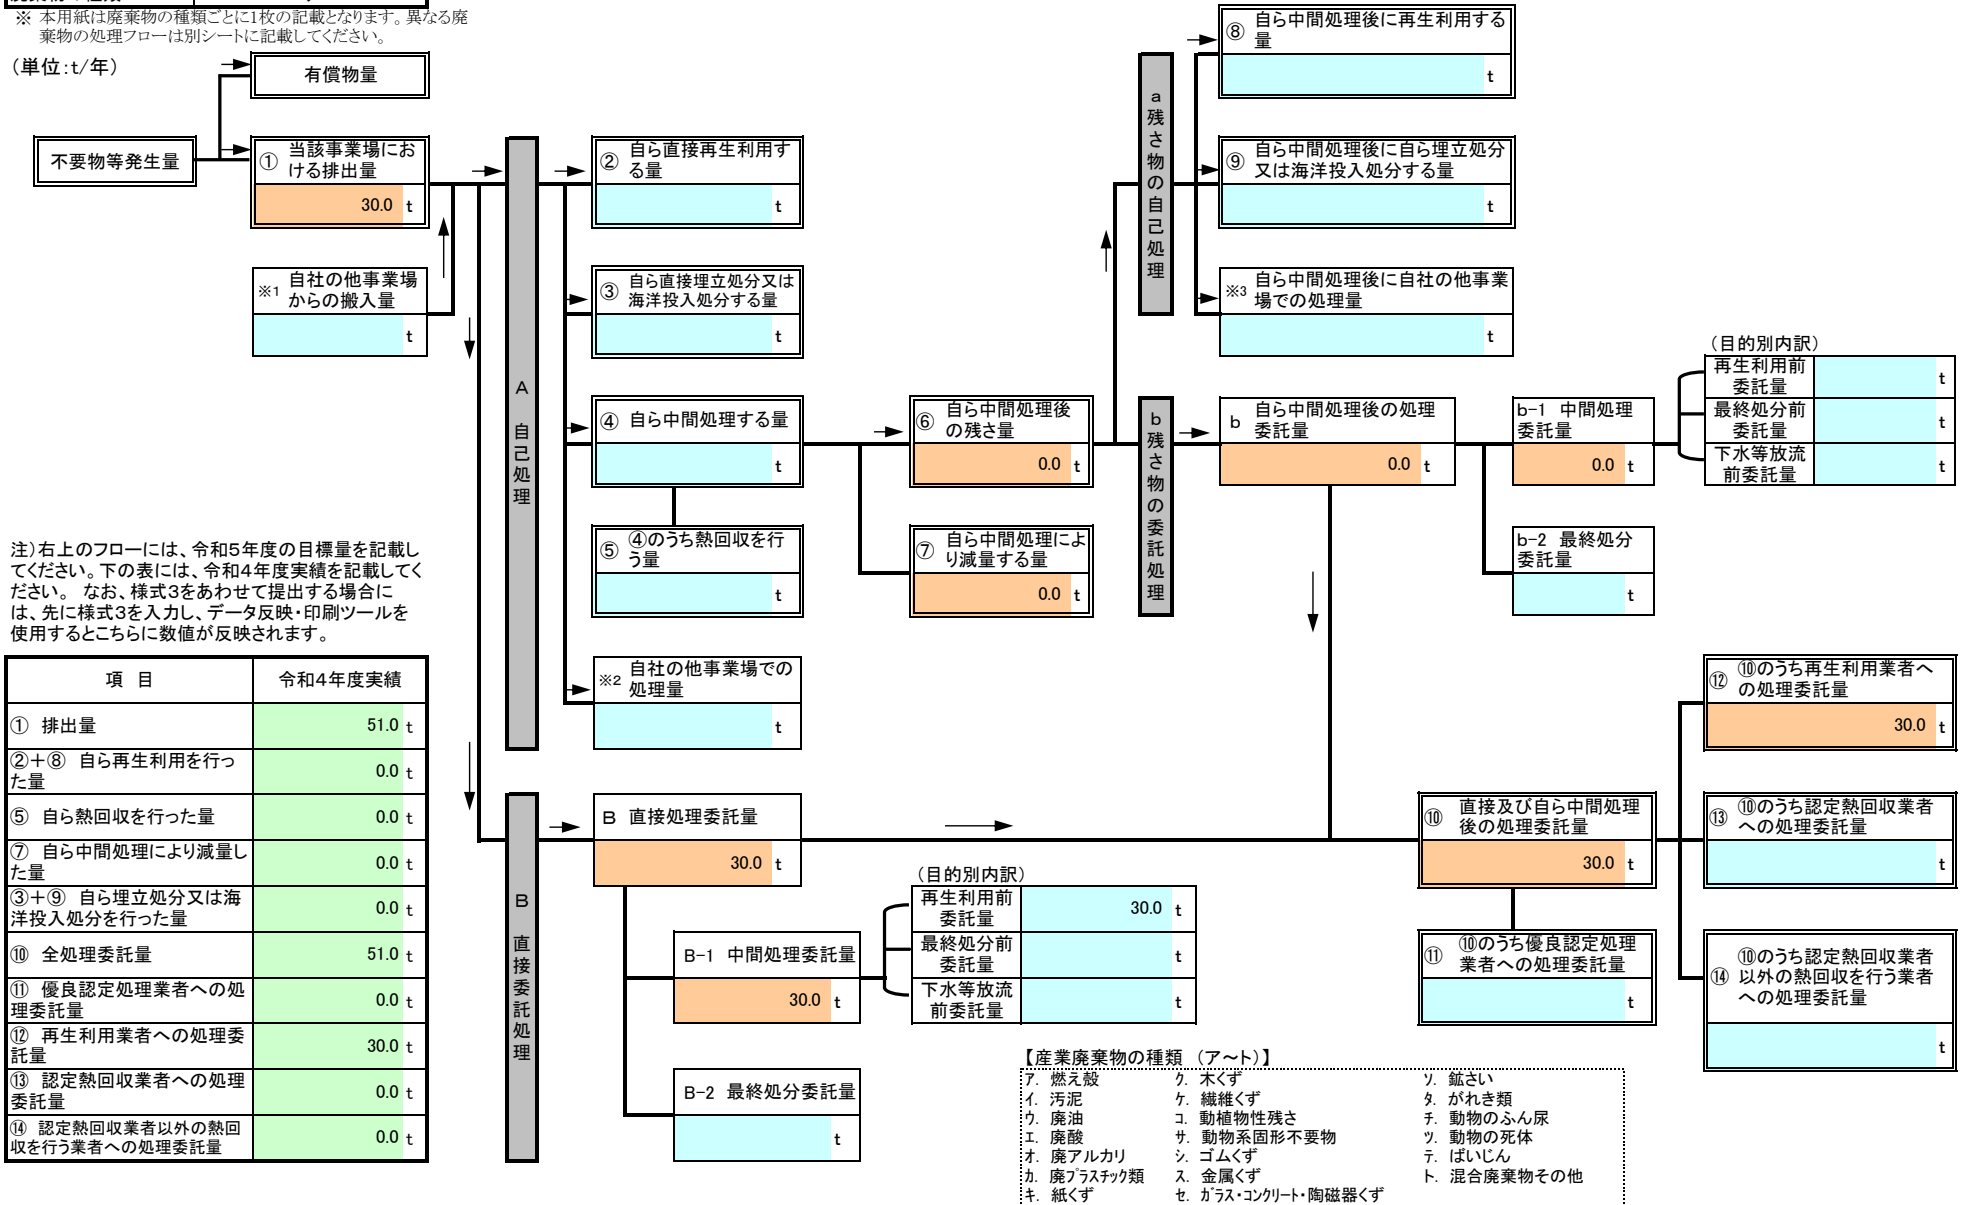 ※ 本用紙は廃棄物の種類ごとに1枚の記載となります。異なる廃
棄物の処理フローは別シートに記載してください。
（単位：t/年）
有償物量
不要物等発生量
① 当該事業場にお
ける排出量
30.0 t
※1 自社の他事業場
からの搬入量
t
A 自己処理
② 自ら直接再生利用す
る量
t
③ 自ら直接埋立処分又は
海洋投入処分する量
t
④ 自ら中間処理する量
t
⑤ ④のうち熱回収を行
う量
t
※2 自社の他事業場での
処理量
t
⑥ 自ら中間処理後
の残さ量
0.0 t
⑦ 自ら中間処理によ
り減量する量
0.0 t
a 残さ物の自己処理
⑧ 自ら中間処理後に再生利用する
量
t
⑨ 自ら中間処理後に自ら埋立処分
又は海洋投入処分する量
t
※3 自ら中間処理後に自社の他事業
場での処理量
t
b 残さ物の委託処理
b 自ら中間処理後の処理
委託量
0.0 t
b-1 中間処理
委託量
0.0 t
b-2 最終処分
委託量
t
（目的別内訳）
再生利用前
委託量
t
最終処分前
委託量
t
下水等放流
前委託量
t
注）右上のフローには、令和５年度の目標量を記載し
てください。下の表には、令和４年度実績を記載してく
ださい。 なお、様式３をあわせて提出する場合に
は、先に様式３を入力し、データ反映・印刷ツールを
使用するとこちらに数値が反映されます。
項 目 令和４年度実績
① 排出量 51.0 t
②＋⑧ 自ら再生利用を行っ
た量 0.0 t
⑤ 自ら熱回収を行った量 0.0 t
⑦ 自ら中間処理により減量し
た量 0.0 t
③＋⑨ 自ら埋立処分又は海
洋投入処分を行った量 0.0 t
⑩ 全処理委託量 51.0 t
⑪ 優良認定処理業者への処
理委託量 0.0 t
⑫ 再生利用業者への処理委
託量 30.0 t
⑬ 認定熱回収業者への処理
委託量 0.0 t
⑭ 認定熱回収業者以外の熱回
収を行う業者への処理委託量 0.0 t
B 直接委託処理
B 直接処理委託量
30.0 t
B-1 中間処理委託量
30.0 t
B-2 最終処分委託量
t
（目的別内訳）
再生利用前
委託量
30.0 t
最終処分前
委託量
t
下水等放流
前委託量
t
⑩ 直接及び自ら中間処理
後の処理委託量
30.0 t
⑪ ⑩のうち優良認定処理
業者への処理委託量
t
⑫ ⑩のうち再生利用業者へ
の処理委託量
30.0 t
⑬ ⑩のうち認定熱回収業者
への処理委託量
t
⑭ ⑩のうち認定熱回収業者
以外の熱回収を行う業者
への処理委託量
t
【産業廃棄物の種類 （ア～ト）】
ア. 燃え殻 ク. 木くず ソ. 鉱さい
イ. 汚泥 ケ. 繊維くず タ. がれき類
ウ. 廃油 コ. 動植物性残さ チ. 動物のふん尿
エ. 廃酸 サ. 動物系固形不要物 ツ. 動物の死体
オ. 廃アルカリ シ. ゴムくず テ. ばいじん
カ. 廃プラスチック類 ス. 金属くず ト. 混合廃棄物その他
キ. 紙くず セ. ガラス・コンクリート・陶磁器くず